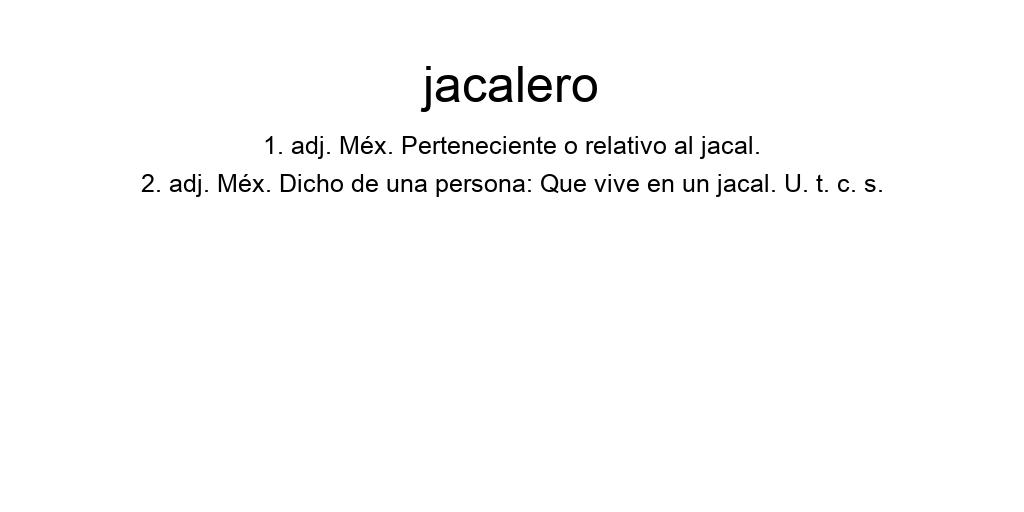 jacalero
1. adj. Méx. Perteneciente o relativo al jacal.
2. adj. Méx. Dicho de una persona: Que vive en un jacal. U. t. c. s.